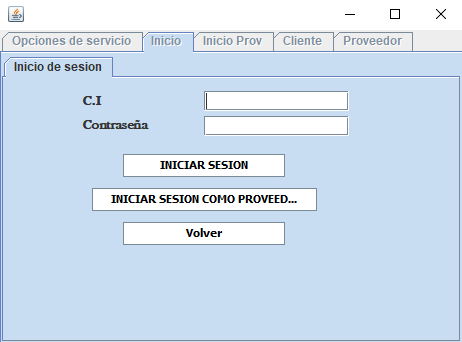 Opciones de servicio Inicio Inicio Prov Cliente Proveedor
Inicio de sesion
C.I
Contraseña
INICIAR SESION
INICIAR SESION COMO PROVEED...
Volver